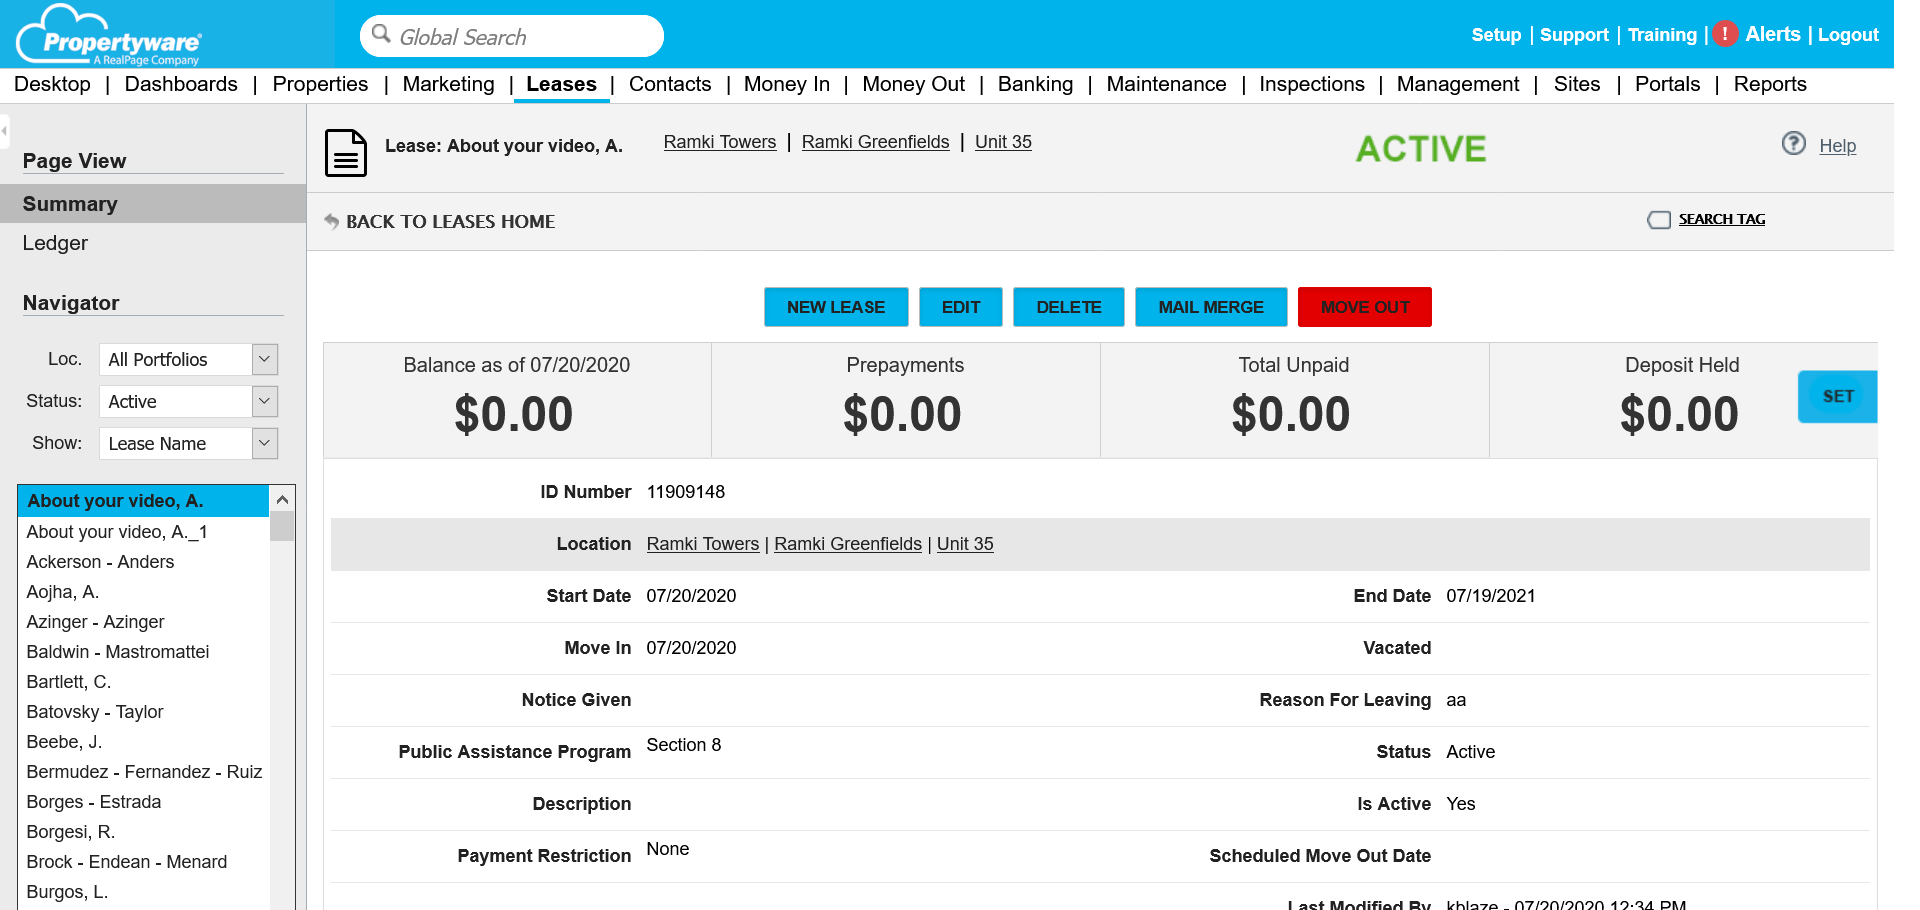 Propertyware®
A RealPage Company
Global Search
Setup | Support | Training | ! Alerts | Logout
Desktop | Dashboards | Properties | Marketing | Leases | Contacts | Money In | Money Out | Banking | Maintenance | Inspections | Management | Sites | Portals | Reports
Page View
Summary
Ledger
Navigator
Loc. All Portfolios
Status: Active
Show: Lease Name
About your video, A.
About your video, A._1
Ackerson - Anders
Aojha, A.
Azinger - Azinger
Baldwin - Mastromattei
Bartlett, C.
Batovsky - Taylor
Beebe, J.
Bermudez - Fernandez - Ruiz
Borges - Estrada
Borgesi, R.
Brock - Endean - Menard
Burgos, L.
Lease: About your video, A. Ramki Towers | Ramki Greenfields | Unit 35 ACTIVE ? Help
BACK TO LEASES HOME SEARCH TAG
NEW LEASE EDIT DELETE MAIL MERGE MOVE OUT
Balance as of 07/20/2020 Prepayments Total Unpaid Deposit Held
$0.00 $0.00 $0.00 $0.00 SET
ID Number 11909148
Location Ramki Towers | Ramki Greenfields | Unit 35
Start Date 07/20/2020 End Date 07/19/2021
Move In 07/20/2020 Vacated
Notice Given Reason For Leaving aa
Public Assistance Program Section 8 Status Active
Description Is Active Yes
Payment Restriction None Scheduled Move Out Date
Last Modified By kblaze - 07/20/2020 12:34 PM